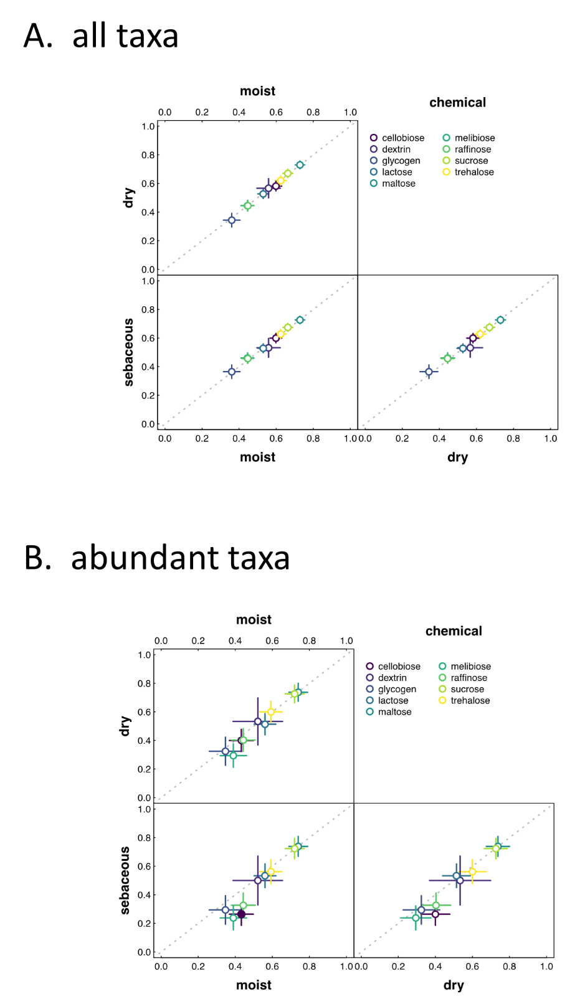 A. all taxa
moist
chemical
0.0 0.2 0.4 0.6 0.8 1.0
1.0
0.8
0.6
0.4
0.2
0.0
dry
cellobiose melibiose
dextrin raffinose
glycogen sucrose
lactose trehalose
maltose
1.0
0.8
0.6
0.4
0.2
0.0
sebaceous
0.0 0.2 0.4 0.6 0.8 1.0 0.0 0.2 0.4 0.6 0.8 1.0
moist dry
B. abundant taxa
moist
chemical
0.0 0.2 0.4 0.6 0.8 1.0
1.0
0.8
0.6
0.4
0.2
0.0
dry
cellobiose melibiose
dextrin raffinose
glycogen sucrose
lactose trehalose
maltose
1.0
0.8
0.6
0.4
0.2
0.0
sebaceous
0.0 0.2 0.4 0.6 0.8 1.0 0.0 0.2 0.4 0.6 0.8 1.0
moist dry